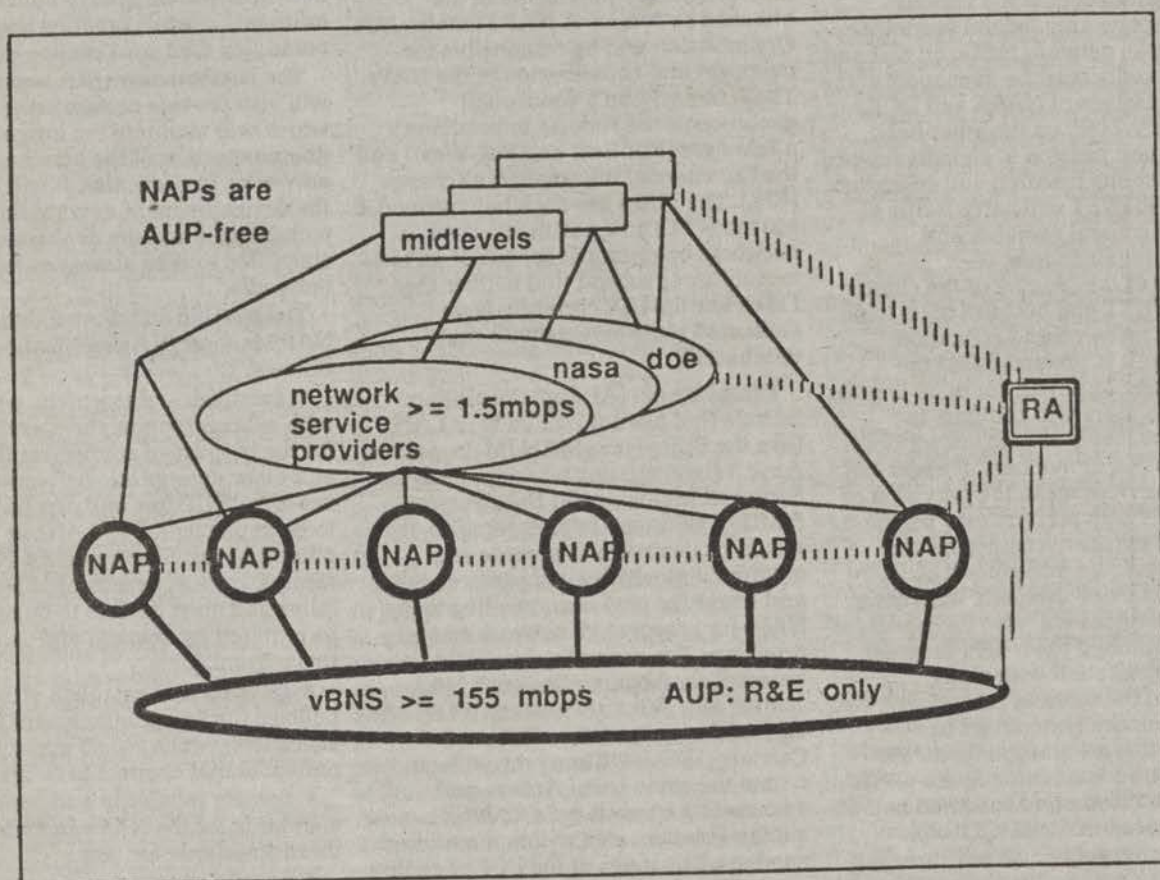 NAPs are
AUP-free
midlevels
doe
nasa
network
service
providers
>= 1.5mbps
RA
NAP
NAP
NAP
NAP
NAP
NAP
vBNS >= 155 mbps AUP: R&E only